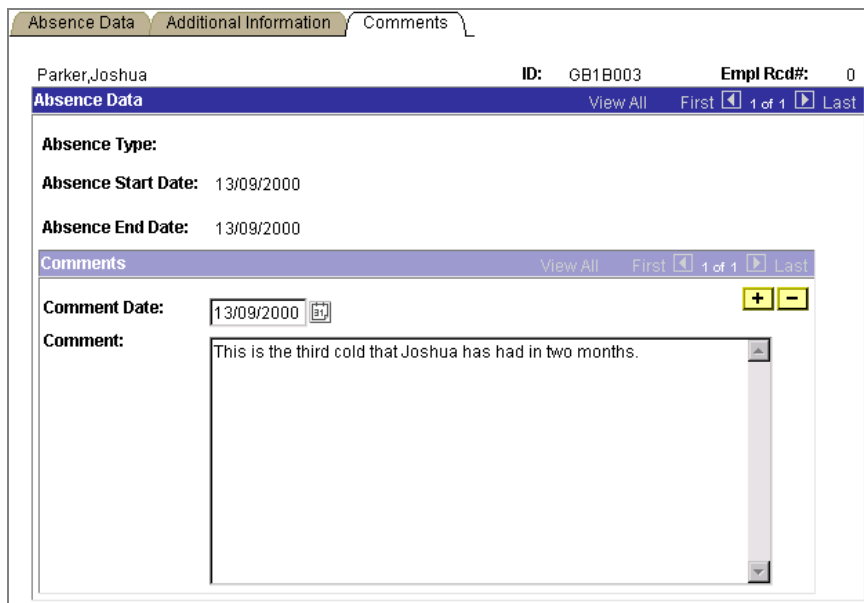 Absence Data Additional Information Comments
Parker,Joshua ID: GB1B003 Empl Rcd#: 0
Absence Data View All First 1 of 1 Last
Absence Type:
Absence Start Date: 13/09/2000
Absence End Date: 13/09/2000
Comments View All First 1 of 1 Last
+ −
Comment Date: 13/09/2000 31
Comment: This is the third cold that Joshua has had in two months.